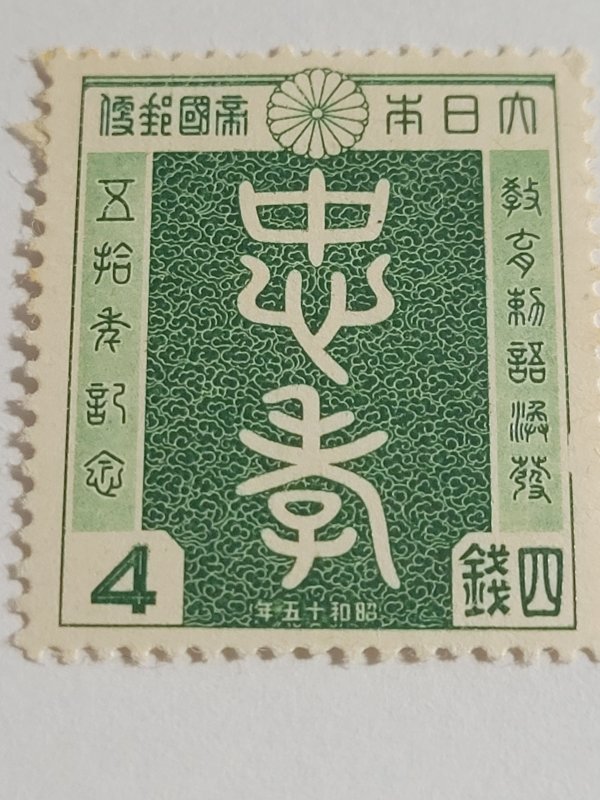 大日本帝國郵便
教育勅語渙發
忠孝
五拾年記念
四錢
昭和十五年
4